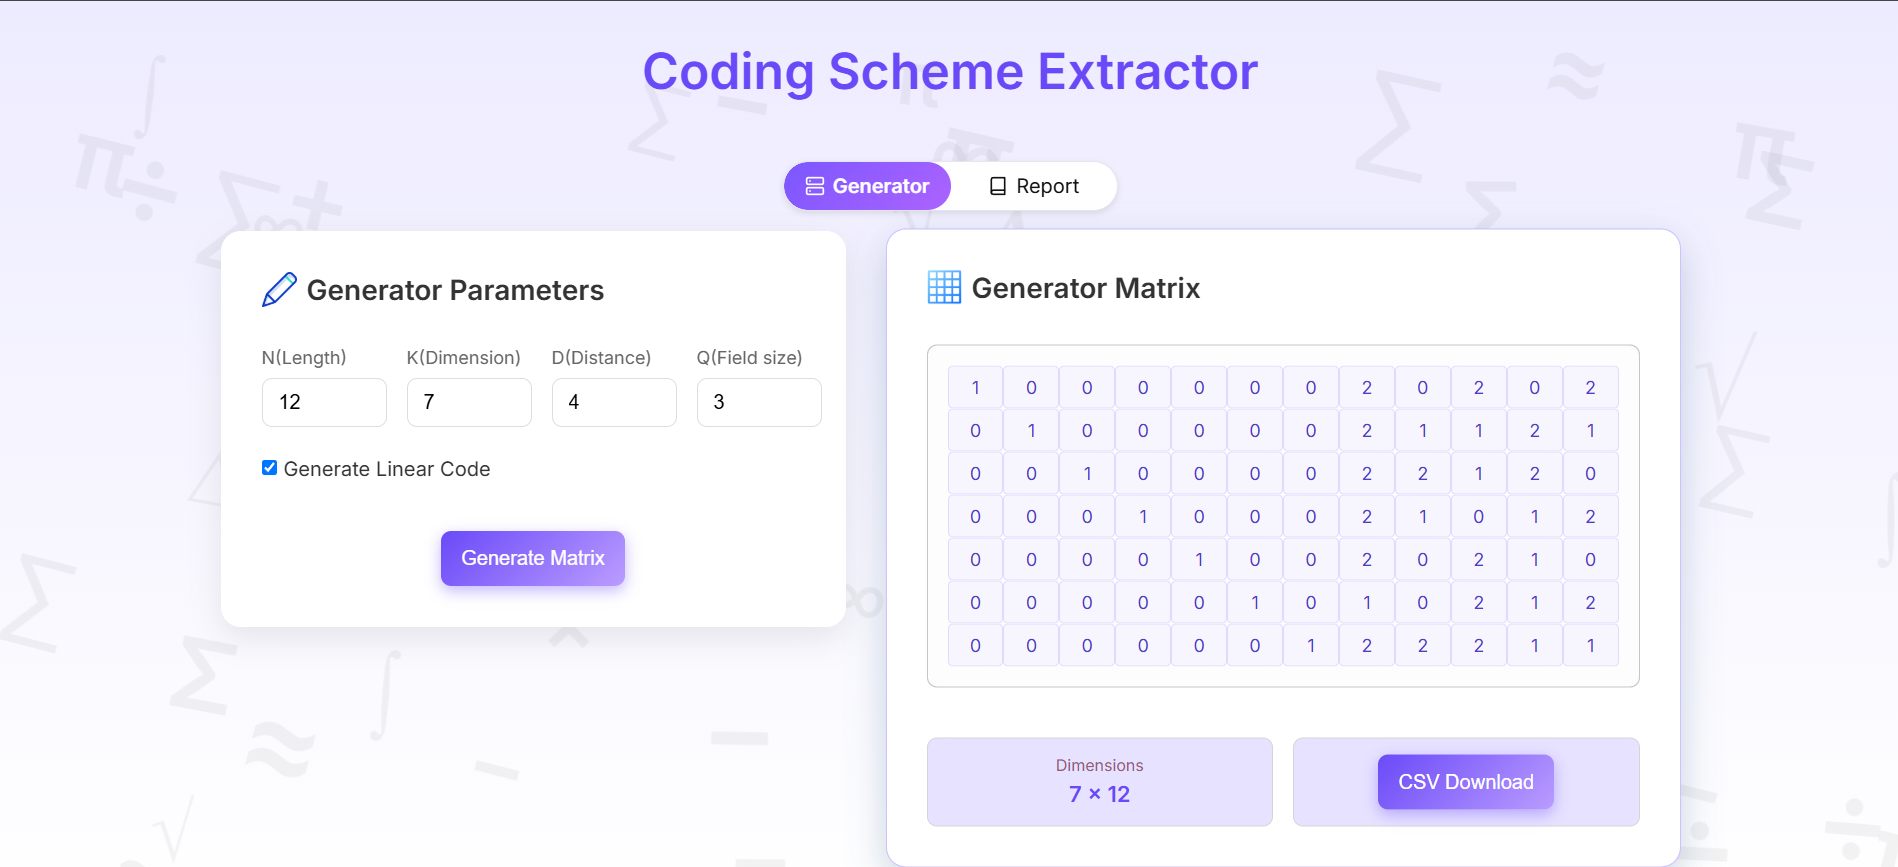 Coding Scheme Extractor
Generator Report
Generator Parameters
N(Length) K(Dimension) D(Distance) Q(Field size)
12 7 4 3
Generate Linear Code
Generate Matrix
Generator Matrix
1 0 0 0 0 0 0 2 0 2 0 2
0 1 0 0 0 0 0 2 1 1 2 1
0 0 1 0 0 0 0 2 2 1 2 0
0 0 0 1 0 0 0 2 1 0 1 2
0 0 0 0 1 0 0 2 0 2 1 0
0 0 0 0 0 1 0 1 0 2 1 2
0 0 0 0 0 0 1 2 2 2 1 1
Dimensions
7 × 12
CSV Download